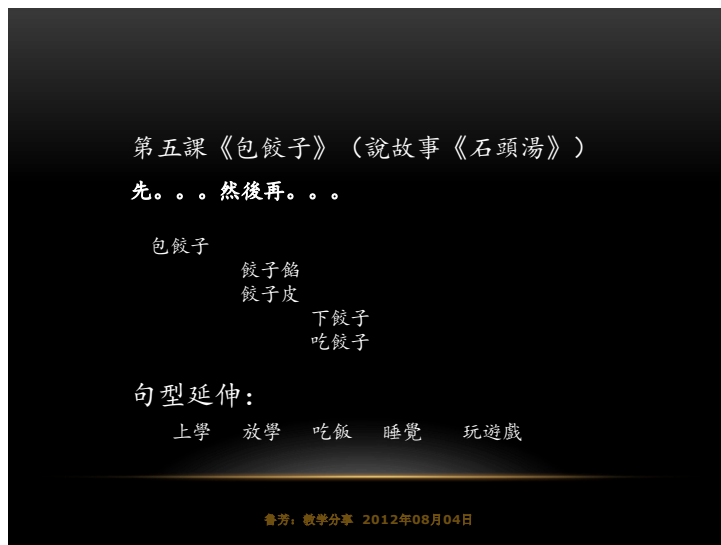 第五課《包餃子》（說故事《石頭湯》）
先。。。然後再。。。
包餃子
餃子餡
餃子皮
下餃子
吃餃子
句型延伸：
上學 放學 吃飯 睡覺 玩遊戲
魯芳：教学分享 2012年08月04日